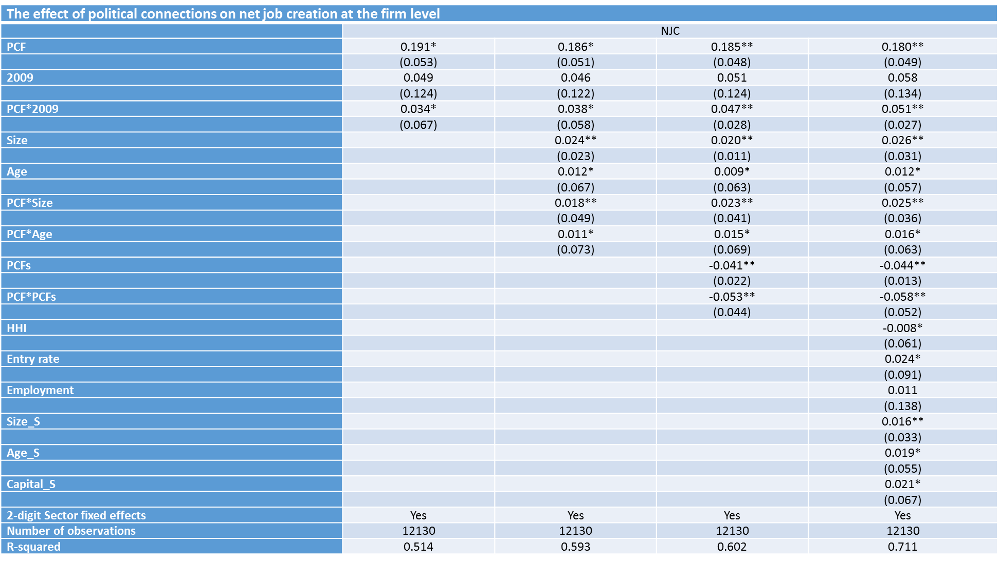 The effect of political connections on net job creation at the firm level
NJC
PCF 0.191* 0.186* 0.185** 0.180**
(0.053) (0.051) (0.048) (0.049)
2009 0.049 0.046 0.051 0.058
(0.124) (0.122) (0.124) (0.134)
PCF*2009 0.034* 0.038* 0.047** 0.051**
(0.067) (0.058) (0.028) (0.027)
Size 0.024** 0.020** 0.026**
(0.023) (0.011) (0.031)
Age 0.012* 0.009* 0.012*
(0.067) (0.063) (0.057)
PCF*Size 0.018** 0.023** 0.025**
(0.049) (0.041) (0.036)
PCF*Age 0.011* 0.015* 0.016*
(0.073) (0.069) (0.063)
PCFs -0.041** -0.044**
(0.022) (0.013)
PCF*PCFs -0.053** -0.058**
(0.044) (0.052)
HHI -0.008*
(0.061)
Entry rate 0.024*
(0.091)
Employment 0.011
(0.138)
Size_S 0.016**
(0.033)
Age_S 0.019*
(0.055)
Capital_S 0.021*
(0.067)
2-digit Sector fixed effects Yes Yes Yes Yes
Number of observations 12130 12130 12130 12130
R-squared 0.514 0.593 0.602 0.711